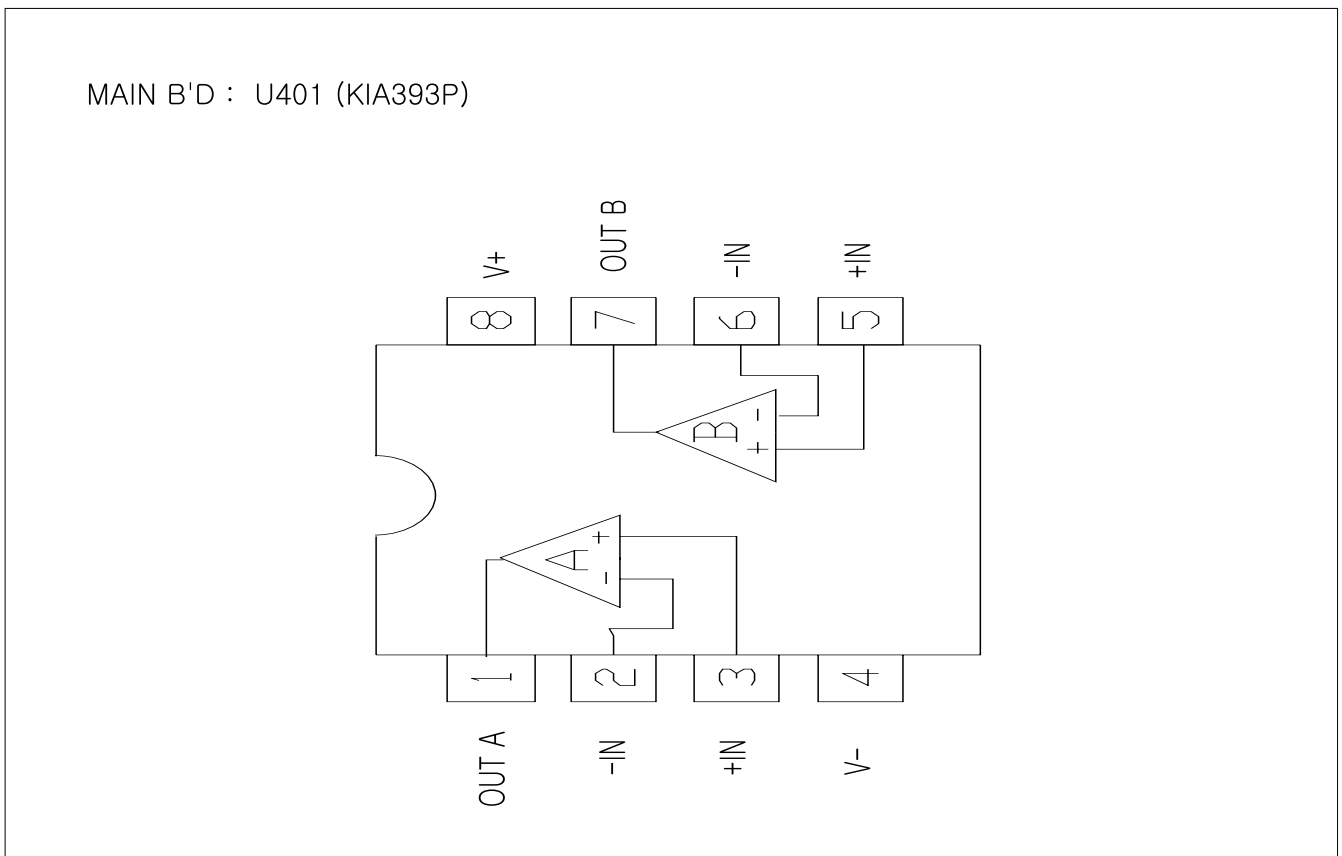 MAIN B'D : U401 (KIA393P)
V+
OUT B
-IN
+IN
8
7
6
5
- B
+
A +
-
1
2
3
4
OUT A
-IN
+IN
V-